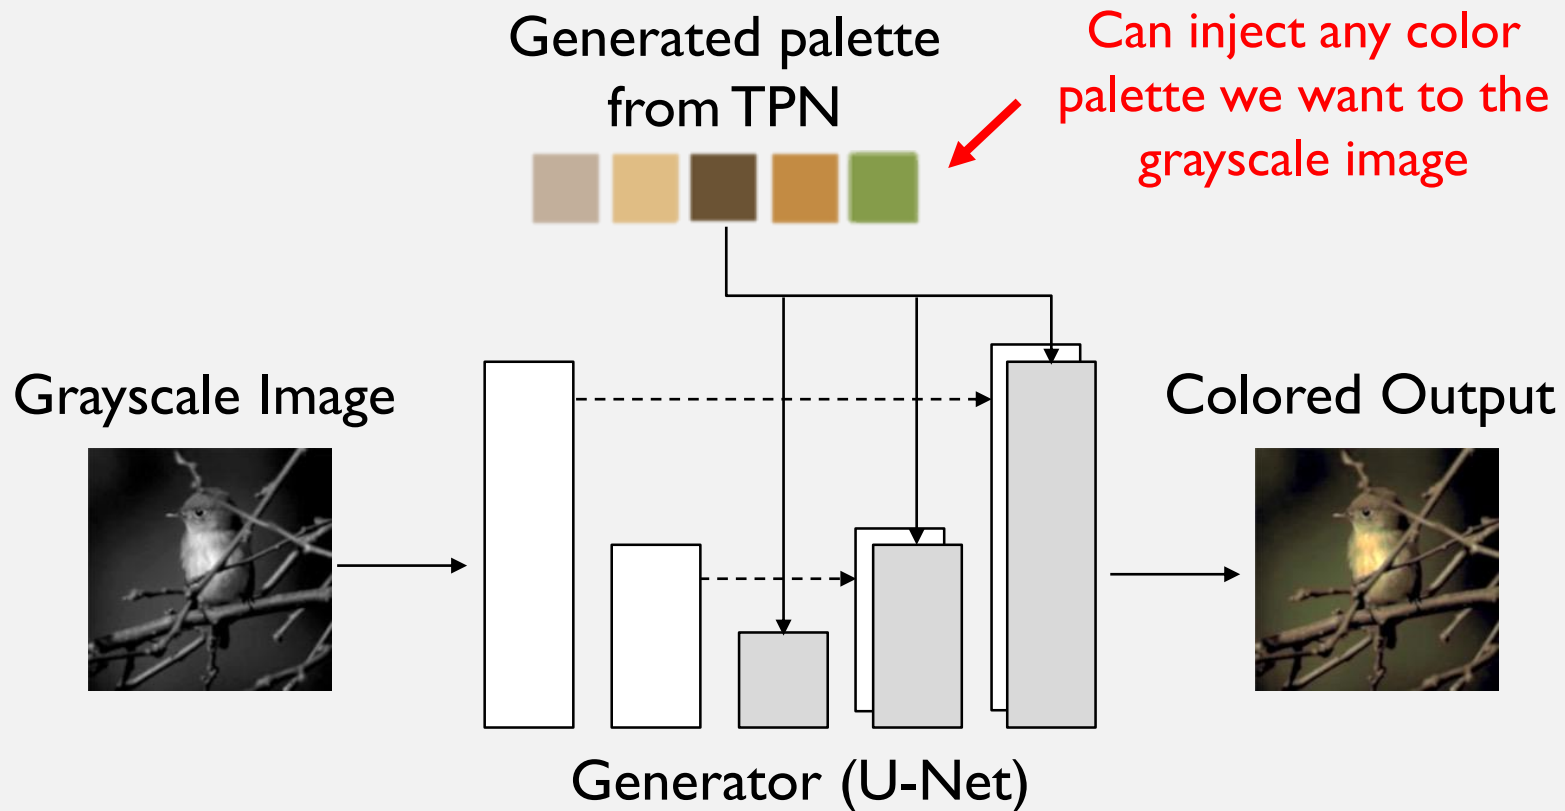 Generated palette
from TPN
Can inject any color
palette we want to the
grayscale image
Grayscale Image
Colored Output
Generator (U-Net)